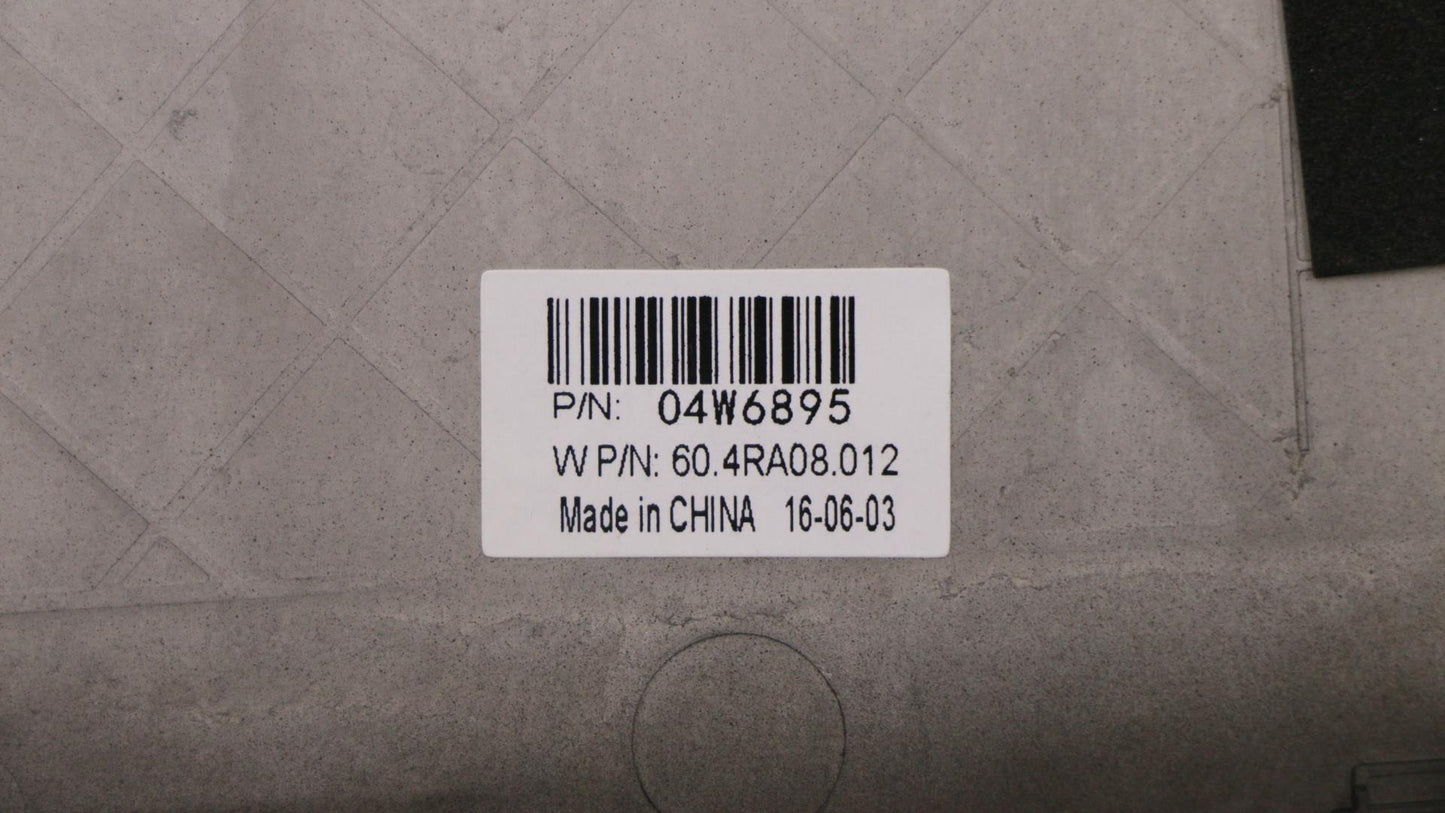 P/N: 04W6895
W P/N: 60.4RA08.012
Made in CHINA 16-06-03